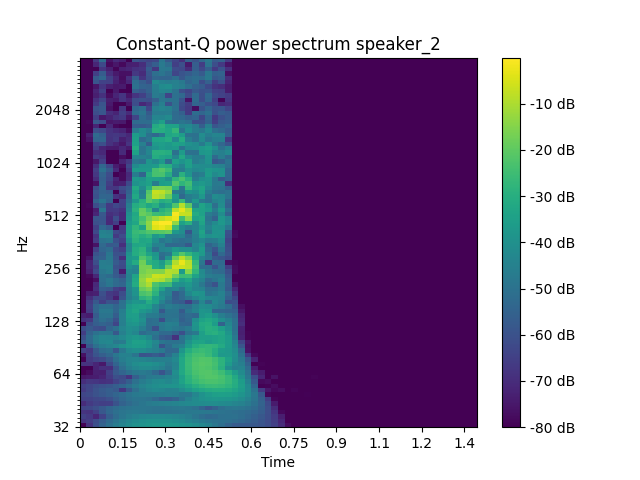 Constant-Q power spectrum speaker_2
Hz
2048
1024
512
256
128
64
32
0 0.15 0.3 0.45 0.6 0.75 0.9 1.1 1.2 1.4
Time
-10 dB
-20 dB
-30 dB
-40 dB
-50 dB
-60 dB
-70 dB
-80 dB